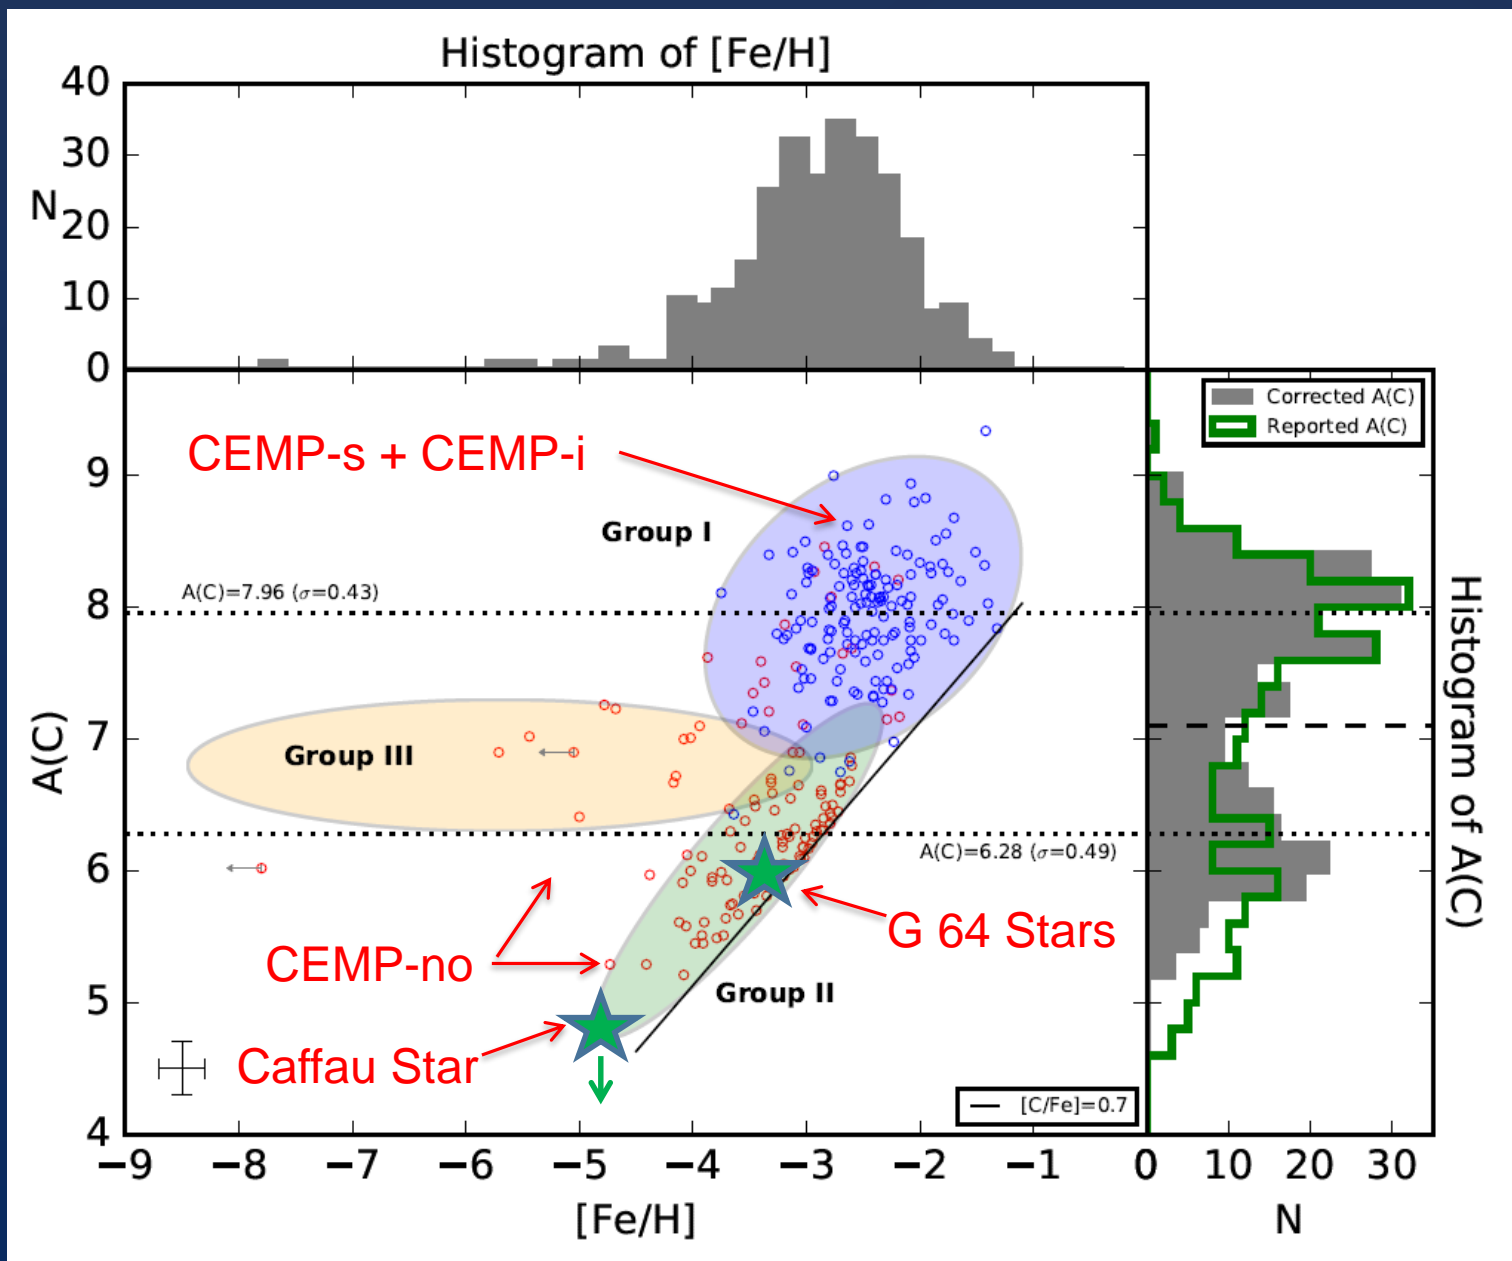 Histogram of [Fe/H]
40
30
N
20
10
0
Corrected A(C)
Reported A(C)
CEMP-s + CEMP-i
9
Group I
A(C)=7.96 (σ=0.43)
8
Histogram of A(C)
7
Group III
A(C)
A(C)=6.28 (σ=0.49)
6
G 64 Stars
CEMP-no
Group II
5
Caffau Star
[C/Fe]=0.7
4
−9 −8 −7 −6 −5 −4 −3 −2 −1 0 10 20 30
[Fe/H] N